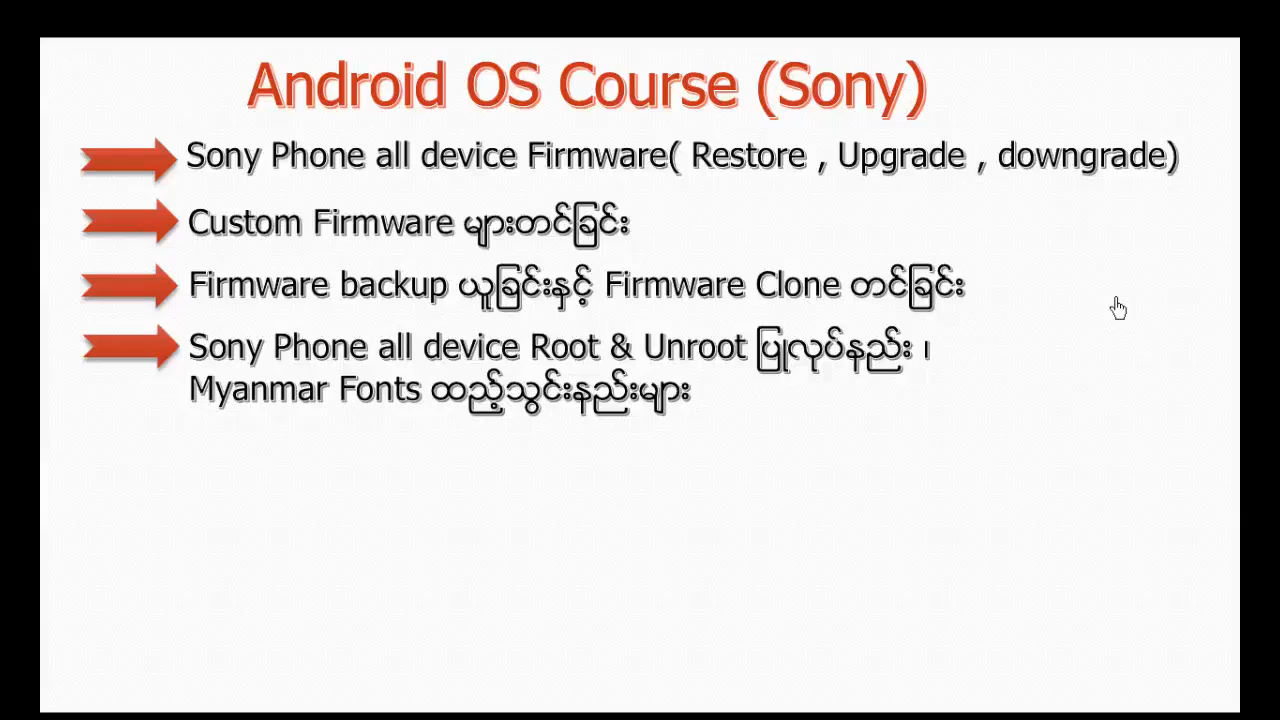 Android OS Course (Sony)
Sony Phone all device Firmware( Restore , Upgrade , downgrade)
Custom Firmware များတင်ခြင်း
Firmware backup ယူခြင်းနှင့် Firmware Clone တင်ခြင်း
Sony Phone all device Root & Unroot ပြုလုပ်နည်း ၊
Myanmar Fonts ထည့်သွင်းနည်းများ